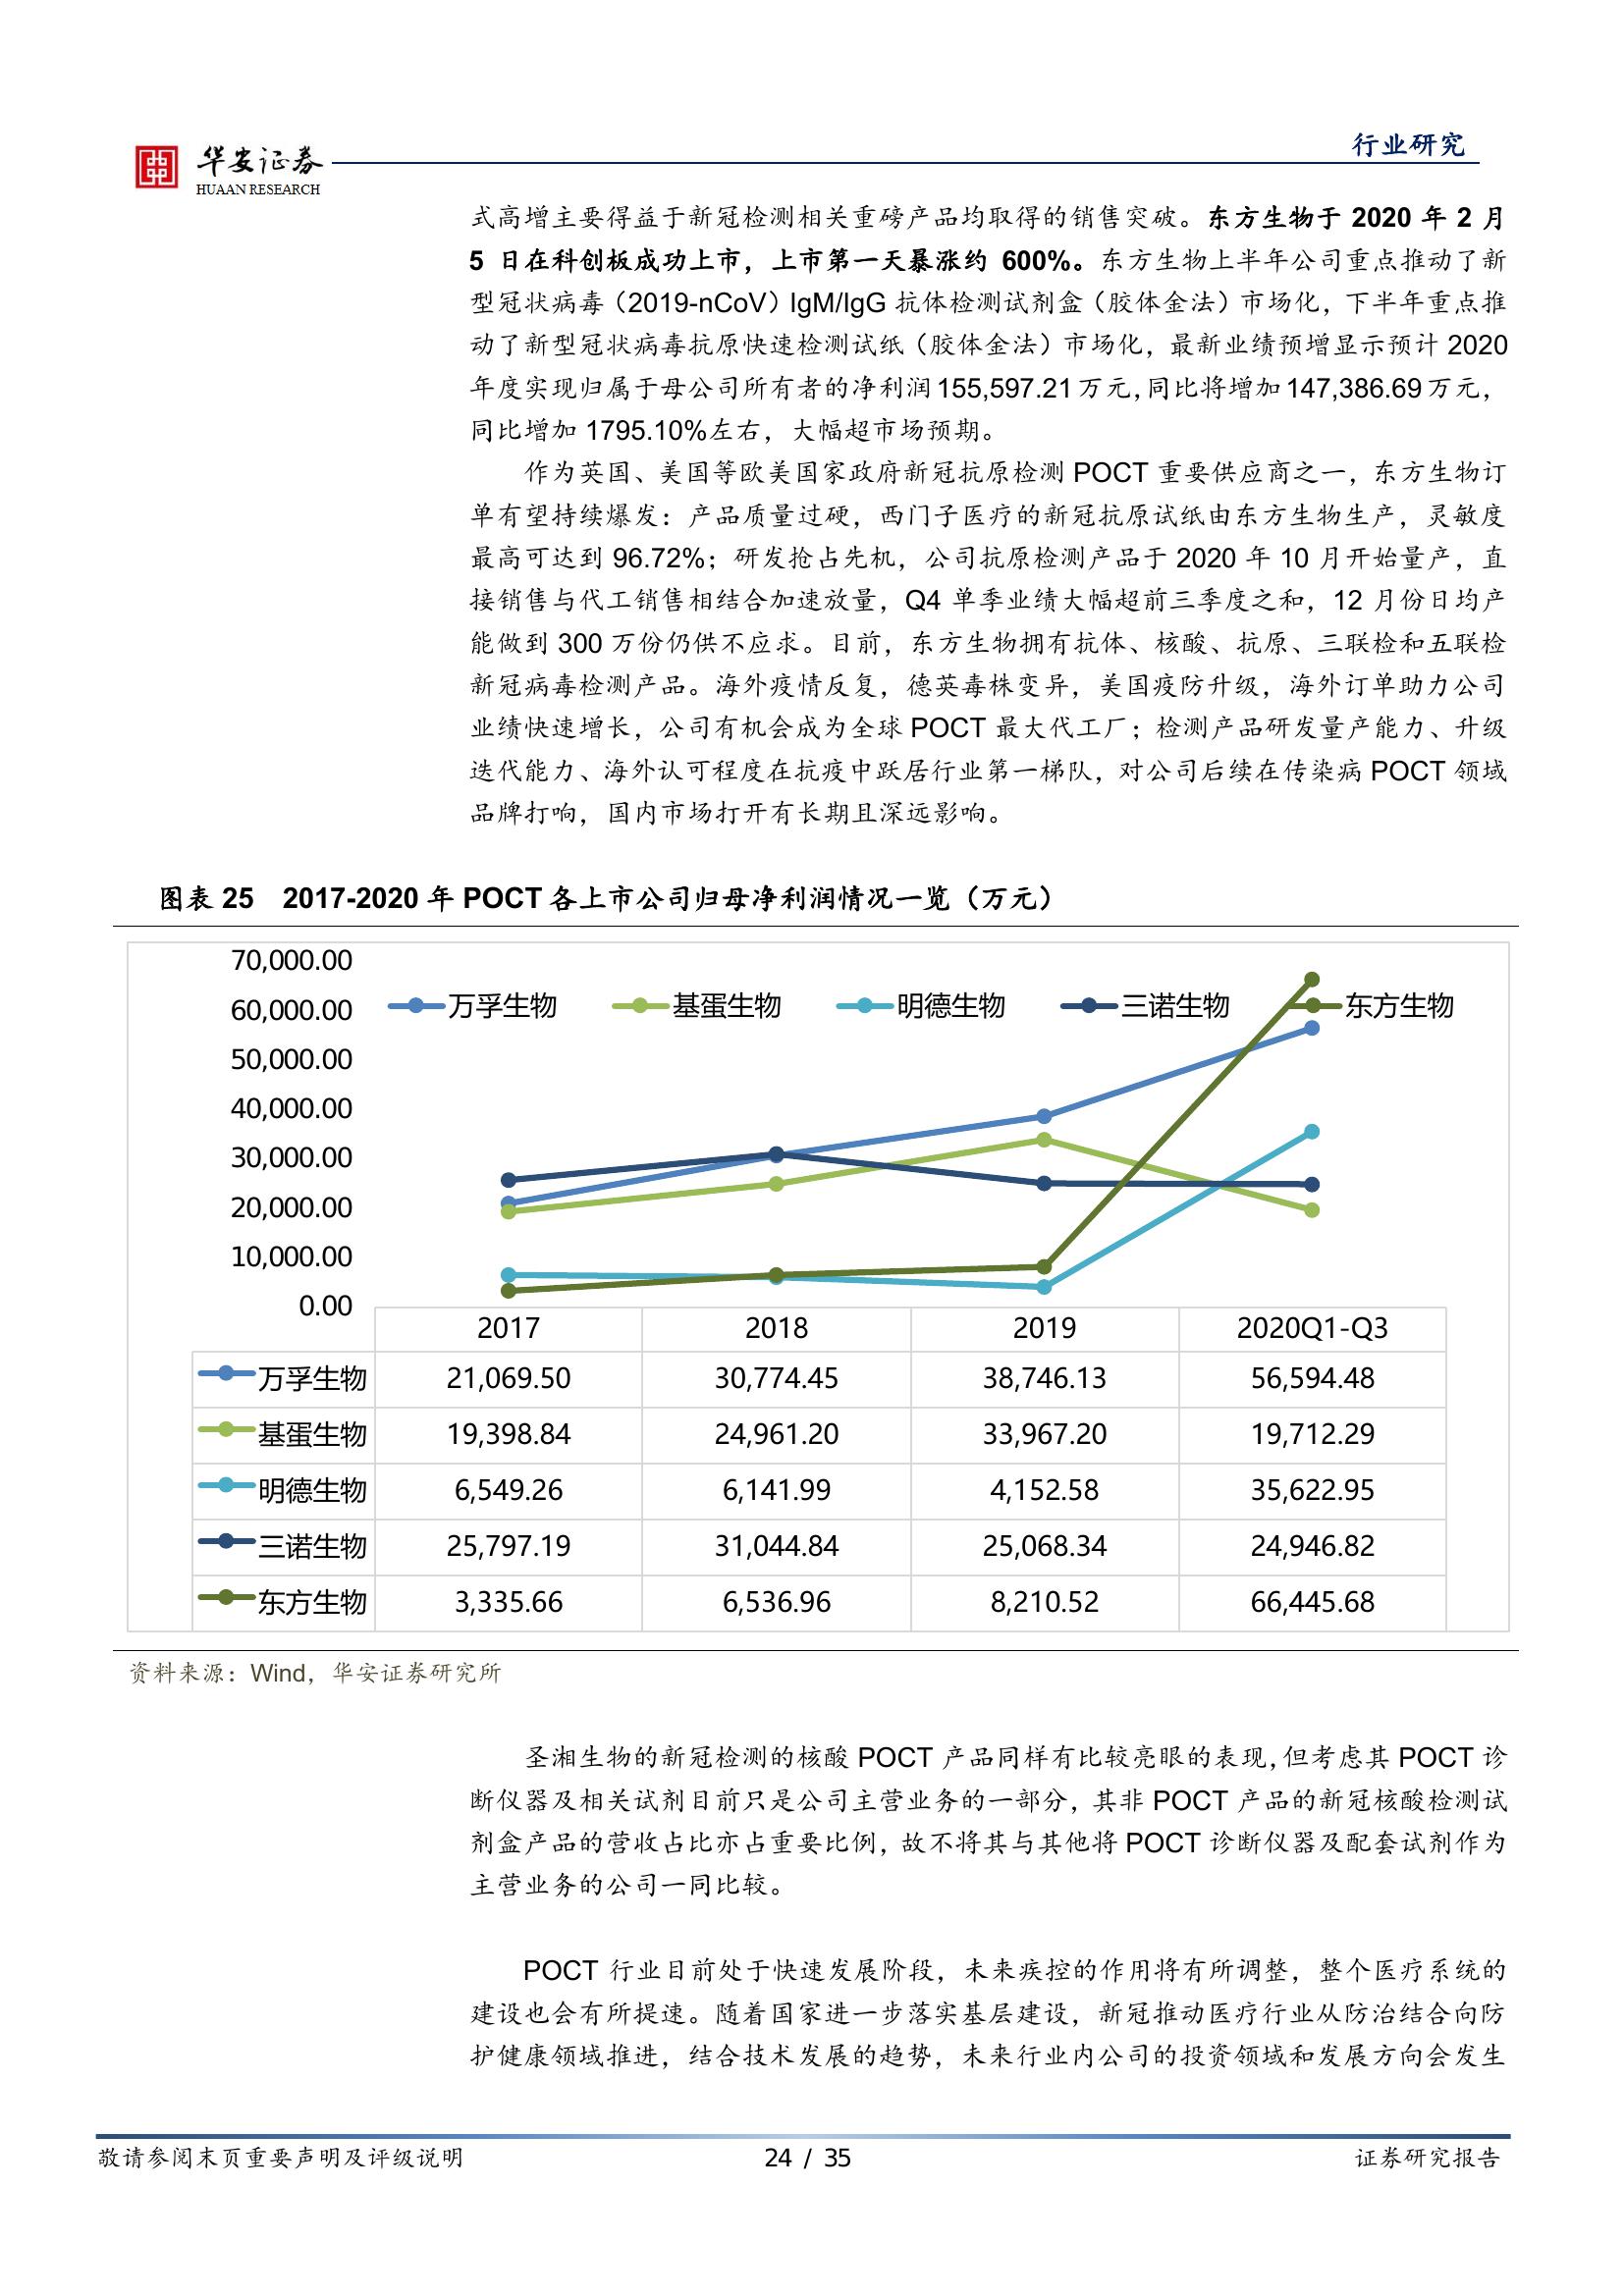 华安证券
HUAAN RESEARCH
行业研究
式高增主要得益于新冠检测相关重磅产品均取得的销售突破。东方生物于 2020 年 2 月
5 日在科创板成功上市，上市第一天暴涨约 600%。东方生物上半年公司重点推动了新
型冠状病毒（2019-nCoV）IgM/IgG 抗体检测试剂盒（胶体金法）市场化，下半年重点推
动了新型冠状病毒抗原快速检测试纸（胶体金法）市场化，最新业绩预增显示预计 2020
年度实现归属于母公司所有者的净利润 155,597.21 万元，同比将增加 147,386.69 万元，
同比增加 1795.10%左右，大幅超市场预期。
作为英国、美国等欧美国家政府新冠抗原检测 POCT 重要供应商之一，东方生物订
单有望持续爆发：产品质量过硬，西门子医疗的新冠抗原试纸由东方生物生产，灵敏度
最高可达到 96.72%；研发抢占先机，公司抗原检测产品于 2020 年 10 月开始量产，直
接销售与代工销售相结合加速放量，Q4 单季业绩大幅超前三季度之和，12 月份日均产
能做到 300 万份仍供不应求。目前，东方生物拥有抗体、核酸、抗原、三联检和五联检
新冠病毒检测产品。海外疫情反复，德英毒株变异，美国疫防升级，海外订单助力公司
业绩快速增长，公司有机会成为全球 POCT 最大代工厂；检测产品研发量产能力、升级
迭代能力、海外认可程度在抗疫中跃居行业第一梯队，对公司后续在传染病 POCT 领域
品牌打响，国内市场打开有长期且深远影响。
图表 25 2017-2020 年 POCT 各上市公司归母净利润情况一览（万元）
70,000.00
60,000.00
50,000.00
40,000.00
30,000.00
20,000.00
10,000.00
0.00
万孚生物 基蛋生物 明德生物 三诺生物 东方生物
2017 2018 2019 2020Q1-Q3
万孚生物 21,069.50 30,774.45 38,746.13 56,594.48
基蛋生物 19,398.84 24,961.20 33,967.20 19,712.29
明德生物 6,549.26 6,141.99 4,152.58 35,622.95
三诺生物 25,797.19 31,044.84 25,068.34 24,946.82
东方生物 3,335.66 6,536.96 8,210.52 66,445.68
资料来源：Wind，华安证券研究所
圣湘生物的新冠检测的核酸 POCT 产品同样有比较亮眼的表现，但考虑其 POCT 诊
断仪器及相关试剂目前只是公司主营业务的一部分，其非 POCT 产品的新冠核酸检测试
剂盒产品的营收占比亦占重要比例，故不将其与其他将 POCT 诊断仪器及配套试剂作为
主营业务的公司一同比较。
POCT 行业目前处于快速发展阶段，未来疾控的作用将有所调整，整个医疗系统的
建设也会有所提速。随着国家进一步落实基层建设，新冠推动医疗行业从防治结合向防
护健康领域推进，结合技术发展的趋势，未来行业内公司的投资领域和发展方向会发生
敬请参阅末页重要声明及评级说明
24 / 35
证券研究报告